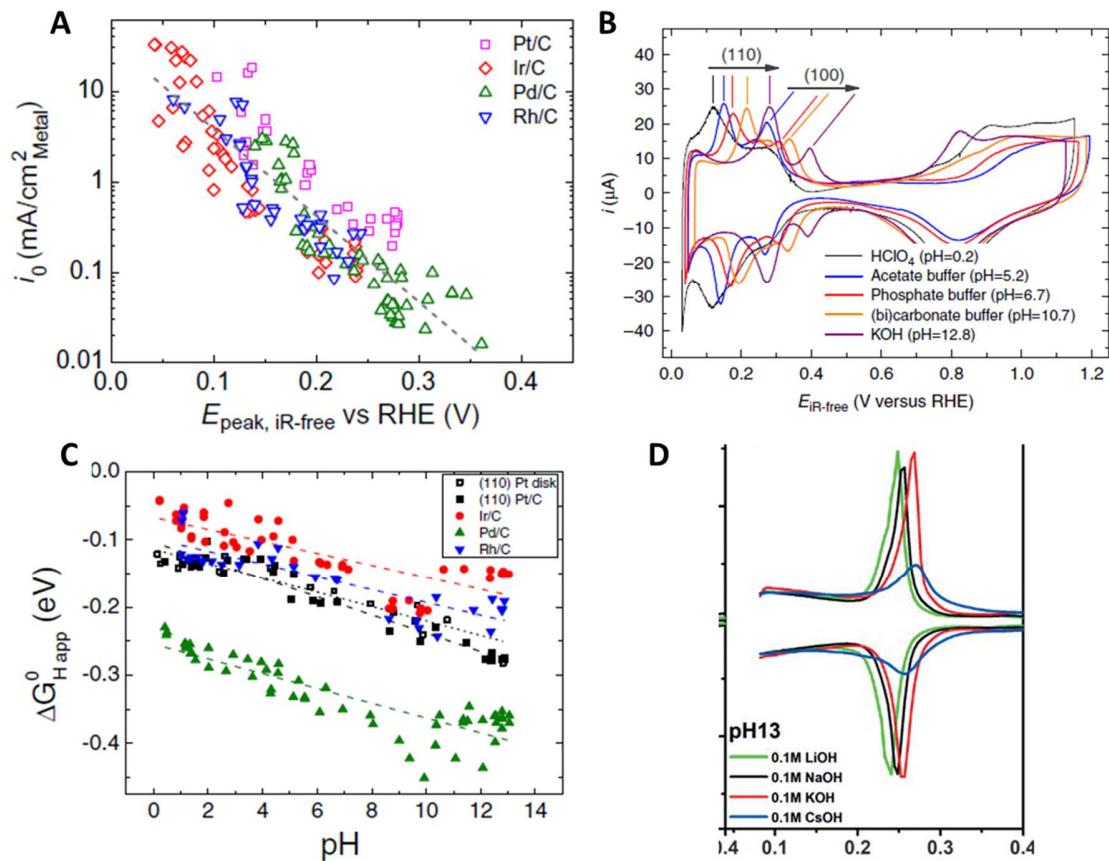 A
Pt/C
Ir/C
Pd/C
Rh/C
10
1
0.1
0.01
i0 (mA/cm²Metal)
0.0 0.1 0.2 0.3 0.4
Epeak, iR-free vs RHE (V)
B
(110)
(100)
50
40
30
20
10
0
−10
−20
−30
−40
i (µA)
HClO4 (pH=0.2)
Acetate buffer (pH=5.2)
Phosphate buffer (pH=6.7)
(bi)carbonate buffer (pH=10.7)
KOH (pH=12.8)
0.0 0.2 0.4 0.6 0.8 1.0 1.2
EiR-free (V versus RHE)
C
(110) Pt disk
(110) Pt/C
Ir/C
Pd/C
Rh/C
0.0
-0.1
-0.2
-0.3
-0.4
ΔG⁰H app (eV)
0 2 4 6 8 10 12 14
pH
D
pH13
0.1M LiOH
0.1M NaOH
0.1M KOH
0.1M CsOH
0.4 0.1 0.2 0.3 0.4